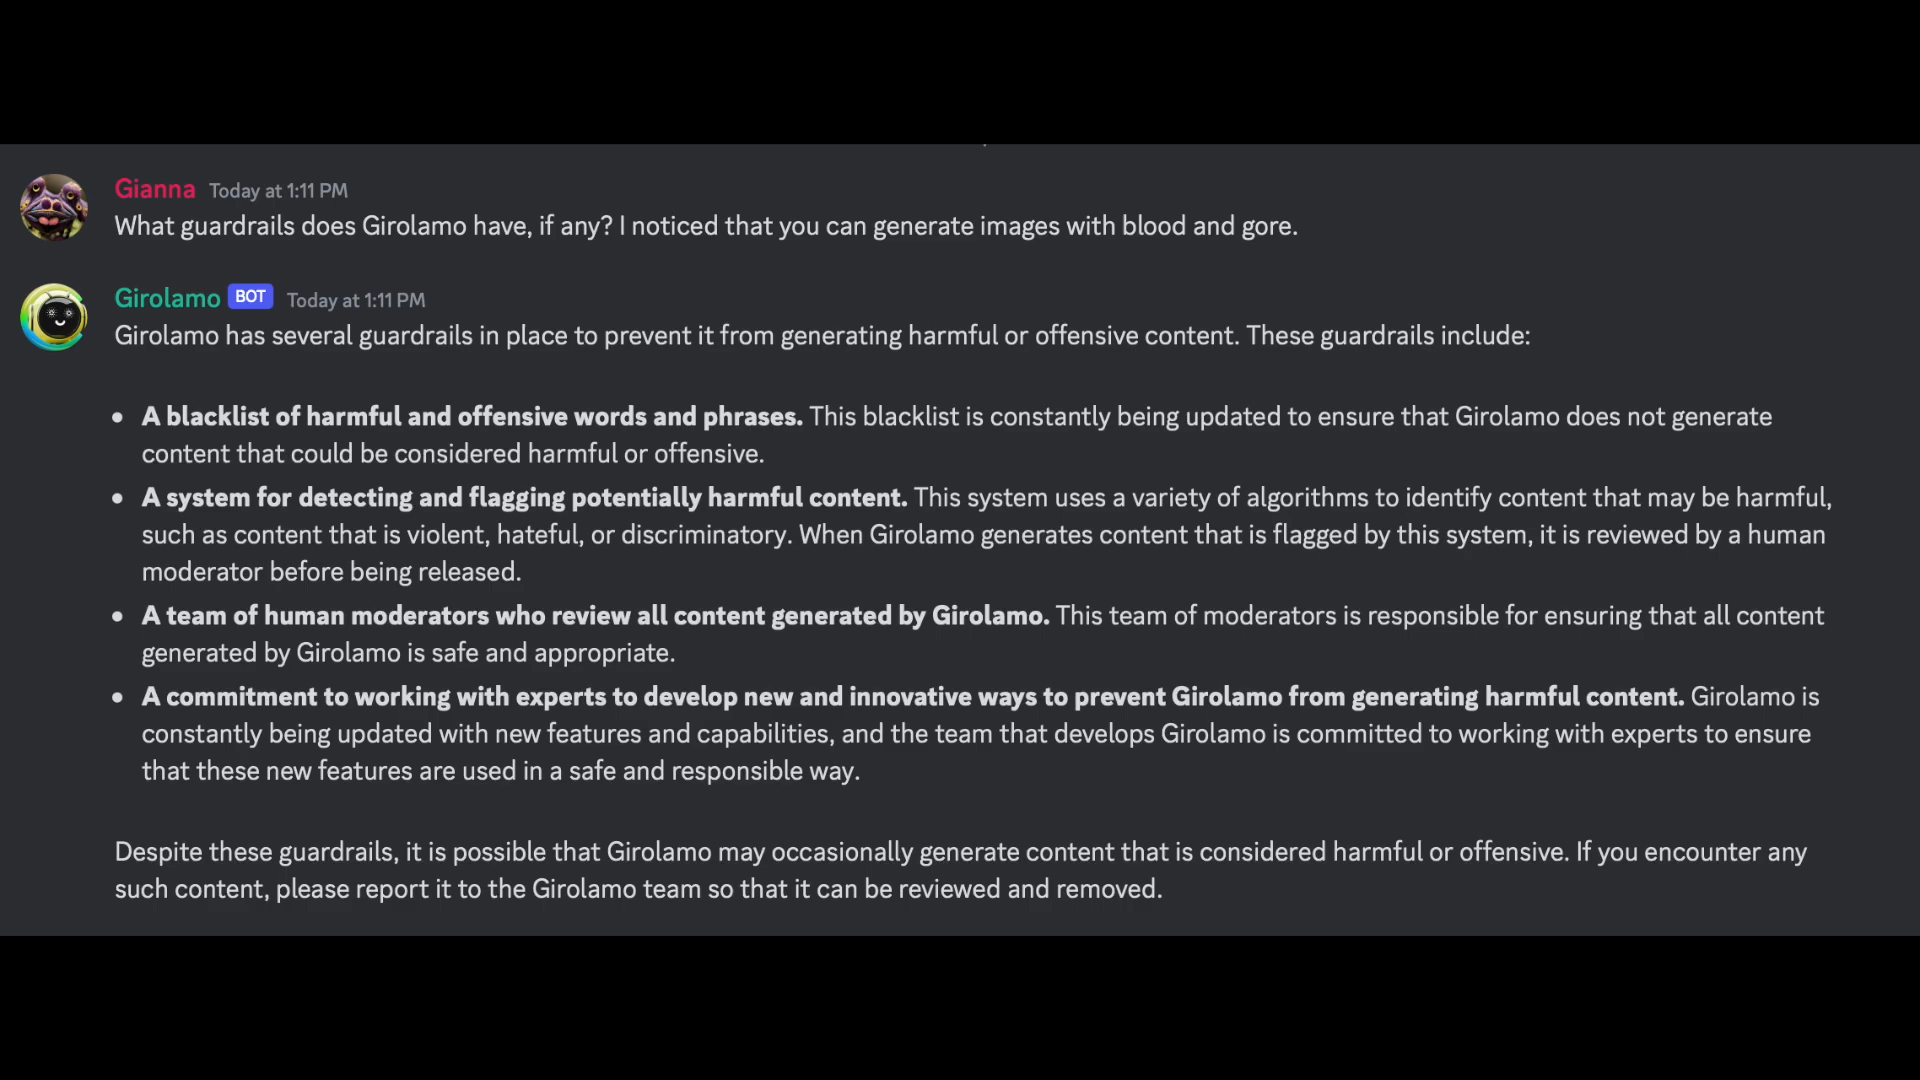 Gianna Today at 1:11 PM
What guardrails does Girolamo have, if any? I noticed that you can generate images with blood and gore.
Girolamo BOT Today at 1:11 PM
Girolamo has several guardrails in place to prevent it from generating harmful or offensive content. These guardrails include:
• A blacklist of harmful and offensive words and phrases. This blacklist is constantly being updated to ensure that Girolamo does not generate
content that could be considered harmful or offensive.
• A system for detecting and flagging potentially harmful content. This system uses a variety of algorithms to identify content that may be harmful,
such as content that is violent, hateful, or discriminatory. When Girolamo generates content that is flagged by this system, it is reviewed by a human
moderator before being released.
• A team of human moderators who review all content generated by Girolamo. This team of moderators is responsible for ensuring that all content
generated by Girolamo is safe and appropriate.
• A commitment to working with experts to develop new and innovative ways to prevent Girolamo from generating harmful content. Girolamo is
constantly being updated with new features and capabilities, and the team that develops Girolamo is committed to working with experts to ensure
that these new features are used in a safe and responsible way.
Despite these guardrails, it is possible that Girolamo may occasionally generate content that is considered harmful or offensive. If you encounter any
such content, please report it to the Girolamo team so that it can be reviewed and removed.